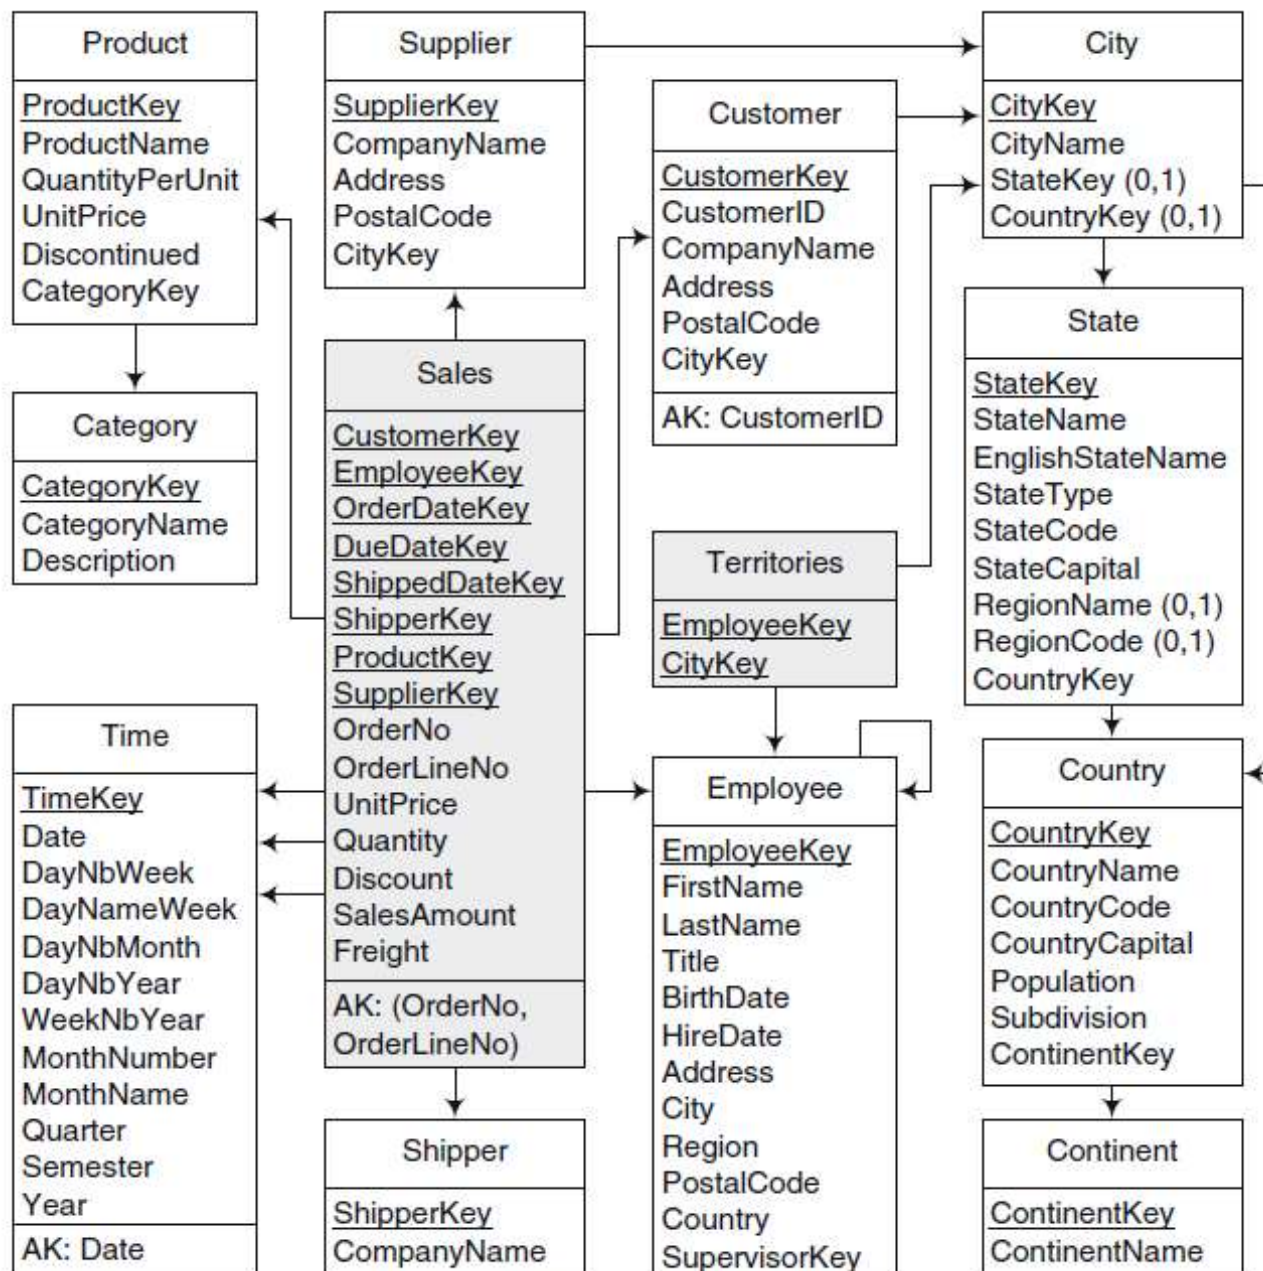 Product
ProductKey
ProductName
QuantityPerUnit
UnitPrice
Discontinued
CategoryKey
Category
CategoryKey
CategoryName
Description
Time
TimeKey
Date
DayNbWeek
DayNameWeek
DayNbMonth
DayNbYear
WeekNbYear
MonthNumber
MonthName
Quarter
Semester
Year
AK: Date
Supplier
SupplierKey
CompanyName
Address
PostalCode
CityKey
Sales
CustomerKey
EmployeeKey
OrderDateKey
DueDateKey
ShippedDateKey
ShipperKey
ProductKey
SupplierKey
OrderNo
OrderLineNo
UnitPrice
Quantity
Discount
SalesAmount
Freight
AK: (OrderNo,
OrderLineNo)
Shipper
ShipperKey
CompanyName
Customer
CustomerKey
CustomerID
CompanyName
Address
PostalCode
CityKey
AK: CustomerID
Territories
EmployeeKey
CityKey
Employee
EmployeeKey
FirstName
LastName
Title
BirthDate
HireDate
Address
City
Region
PostalCode
Country
SupervisorKey
City
CityKey
CityName
StateKey (0,1)
CountryKey (0,1)
State
StateKey
StateName
EnglishStateName
StateType
StateCode
StateCapital
RegionName (0,1)
RegionCode (0,1)
CountryKey
Country
CountryKey
CountryName
CountryCode
CountryCapital
Population
Subdivision
ContinentKey
Continent
ContinentKey
ContinentName